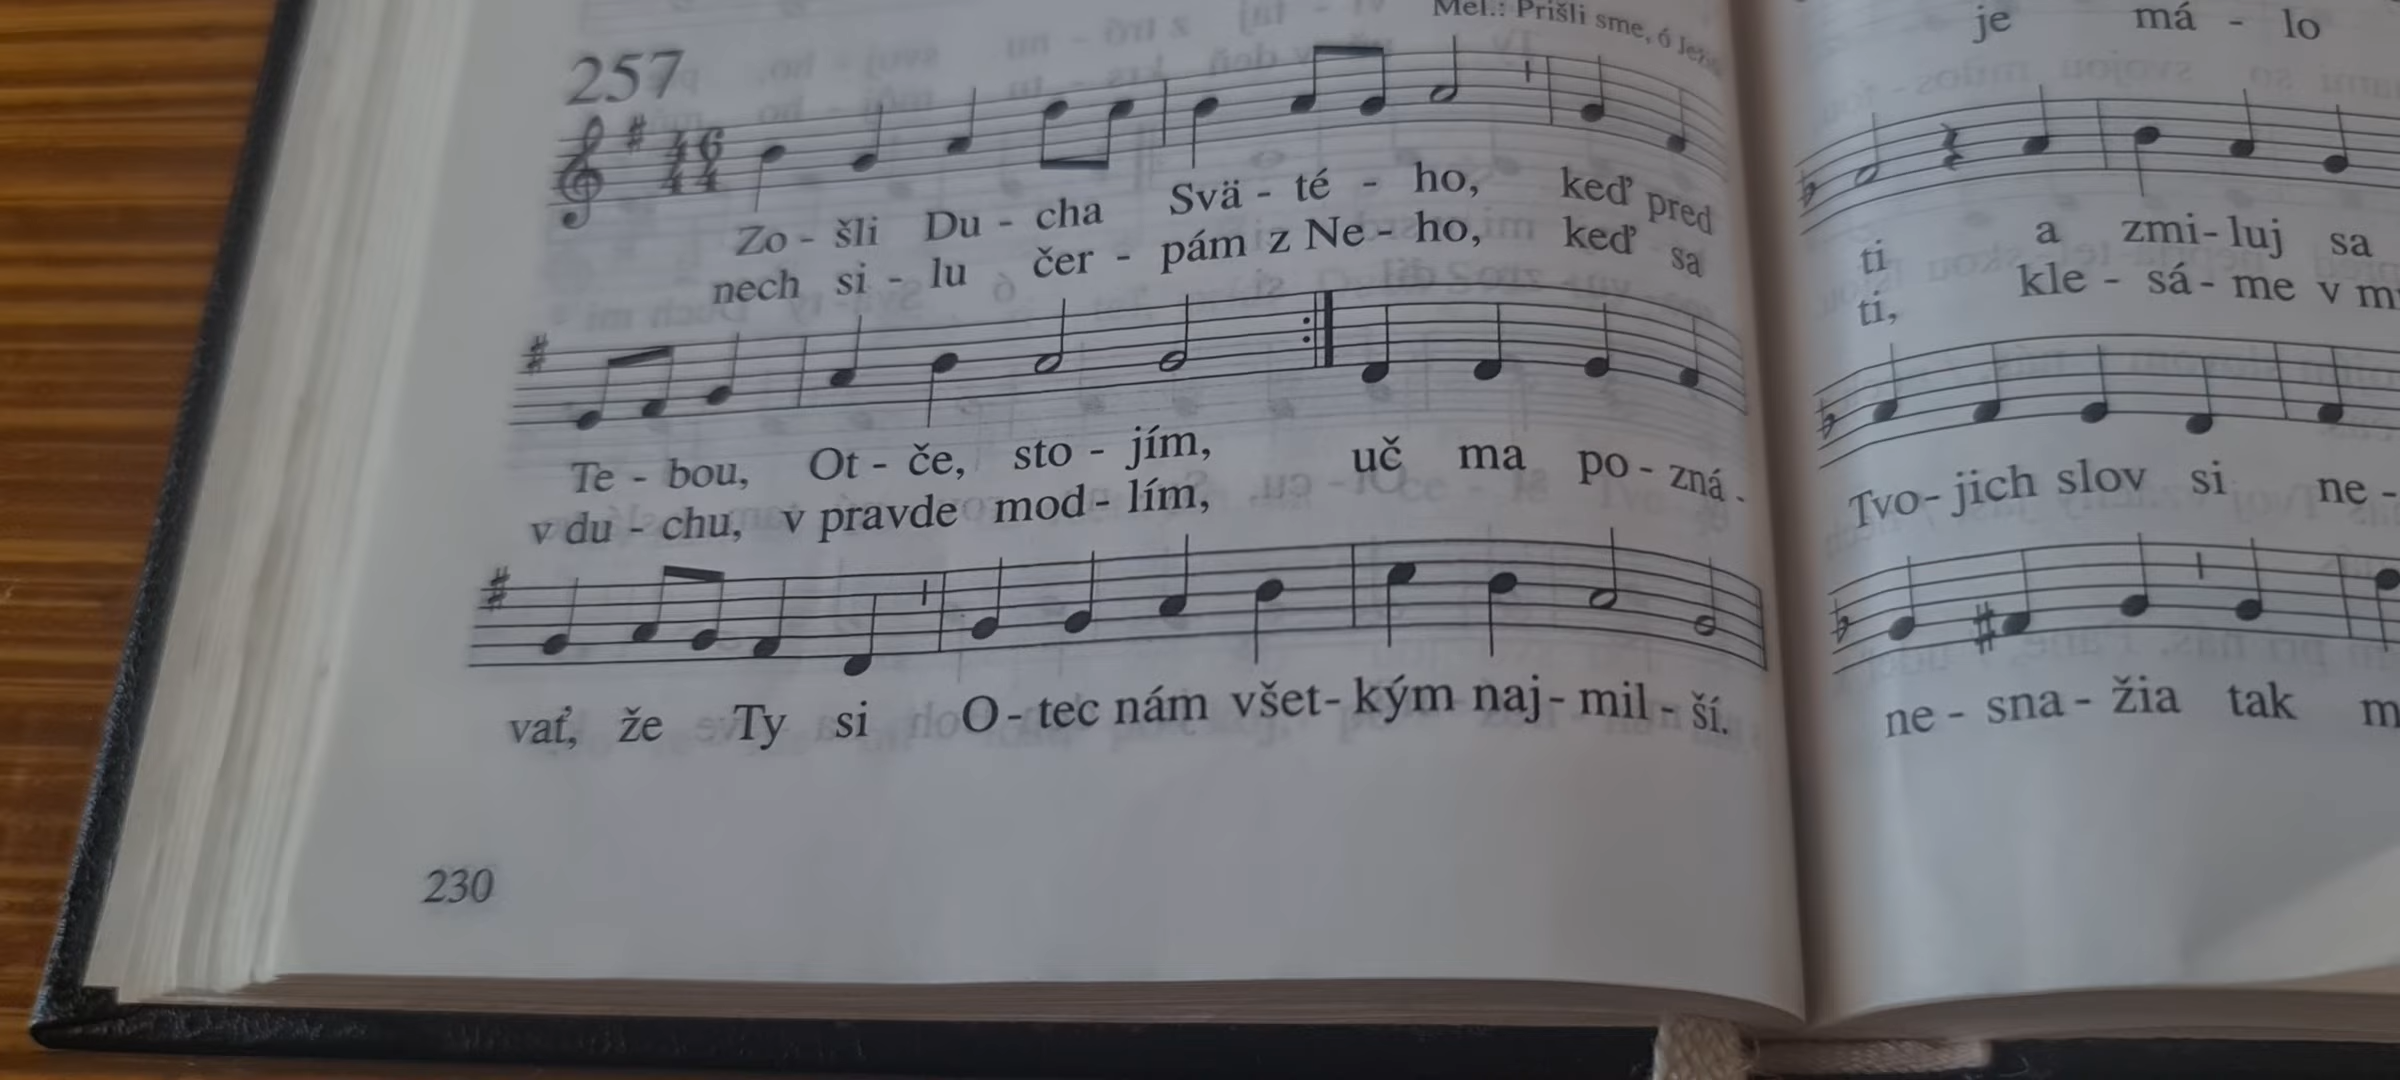 257
Mel.: Prišli sme, ó
Zo - šli Du - cha Svä - té - ho, keď pred
nech si - lu čer - pám z Ne - ho, keď sa
Te - bou, Ot - če, sto - jím, uč ma po - zná -
v du - chu, v pravde mod - lím,
vať, že Ty si O - tec nám všet - kým naj - mil - ší.
230
je má - lo
ti a zmi - luj sa
ti, kle - sá - me v
Tvo - jich slov si ne -
ne - sna - žia tak